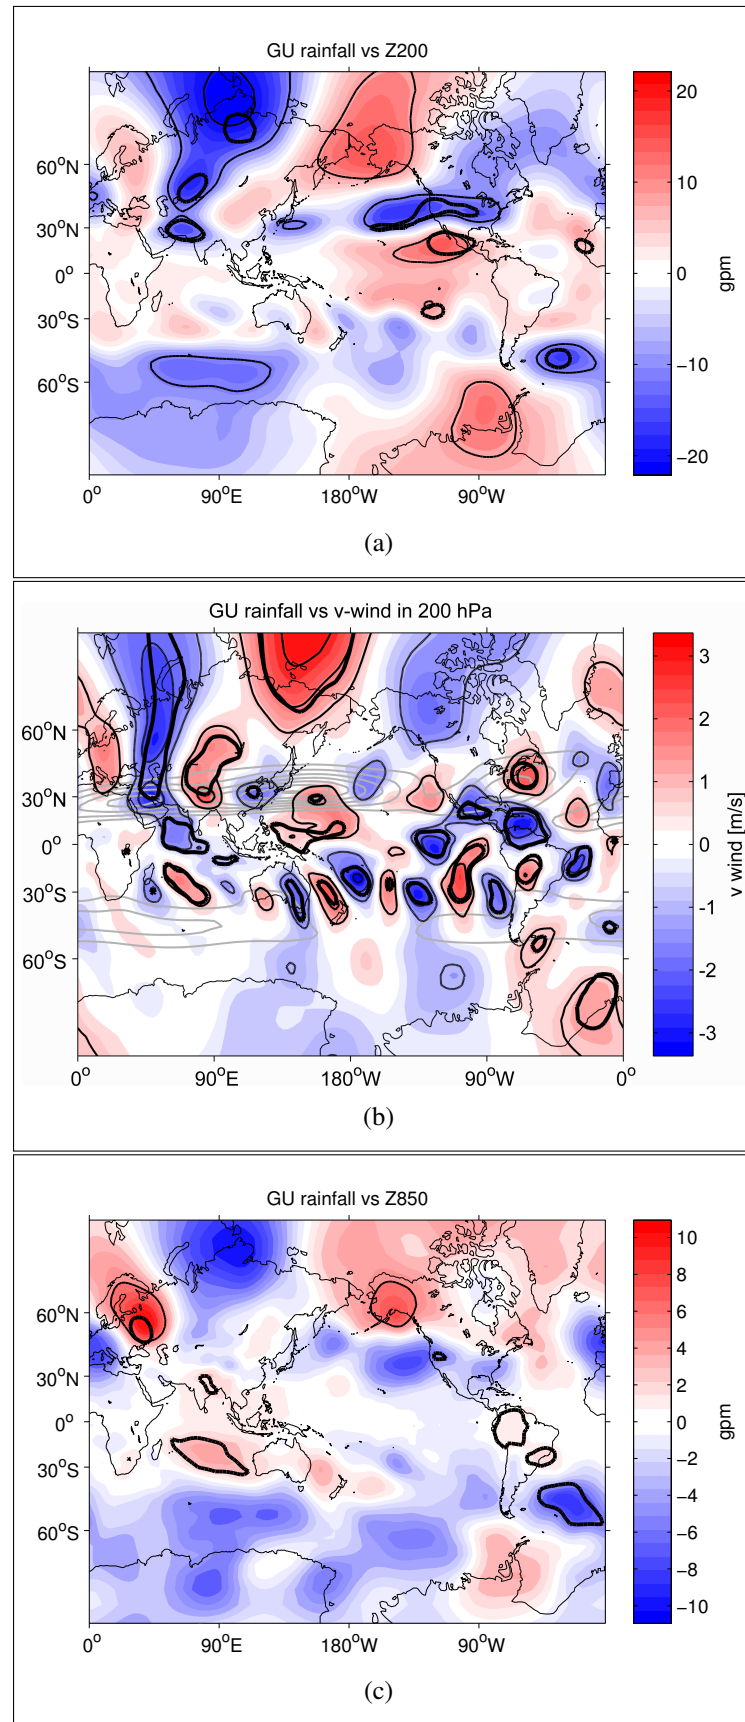 GU rainfall vs Z200
60°N
30°N
0°
30°S
60°S
0° 90°E 180°W 90°W
20
10
0
−10
−20
gpm
(a)
GU rainfall vs v-wind in 200 hPa
60°N
30°N
0°
30°S
60°S
0° 90°E 180°W 90°W 0°
3
2
1
0
-1
-2
-3
v wind [m/s]
(b)
GU rainfall vs Z850
60°N
30°N
0°
30°S
60°S
0° 90°E 180°W 90°W
10
8
6
4
2
0
−2
−4
−6
−8
−10
gpm
(c)